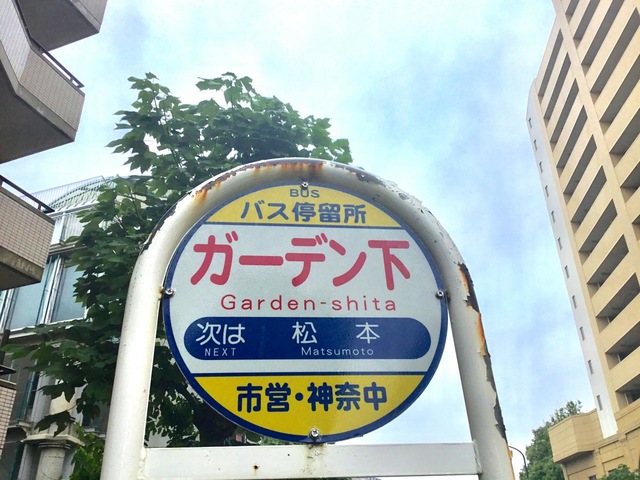 BUS
バス停留所
ガーデン下
Garden-shita
次は 松本
NEXT Matsumoto
市営・神奈中